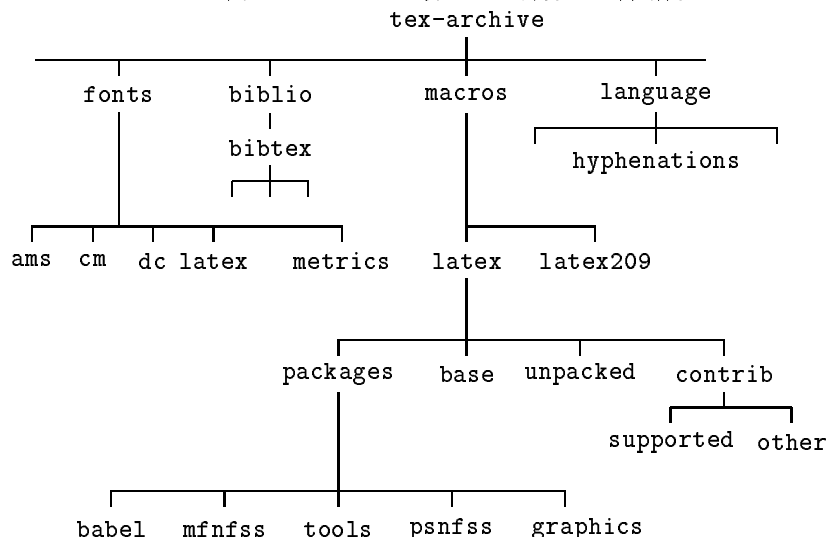 tex-archive
fonts biblio macros language
bibtex
hyphenations
ams cm dc latex metrics latex latex209
packages base unpacked contrib
supported other
babel mfnfss tools psnfss graphics